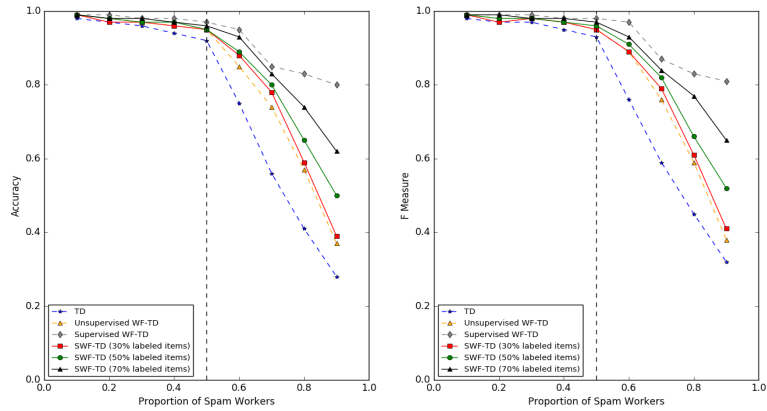 1.0
0.8
0.6
0.4
0.2
0.0
Accuracy
TD
Unsupervised WF-TD
Supervised WF-TD
SWF-TD (30% labeled items)
SWF-TD (50% labeled items)
SWF-TD (70% labeled items)
0.0 0.2 0.4 0.6 0.8 1.0
Proportion of Spam Workers
1.0
0.8
0.6
0.4
0.2
0.0
F Measure
TD
Unsupervised WF-TD
Supervised WF-TD
SWF-TD (30% labeled items)
SWF-TD (50% labeled items)
SWF-TD (70% labeled items)
0.0 0.2 0.4 0.6 0.8 1.0
Proportion of Spam Workers